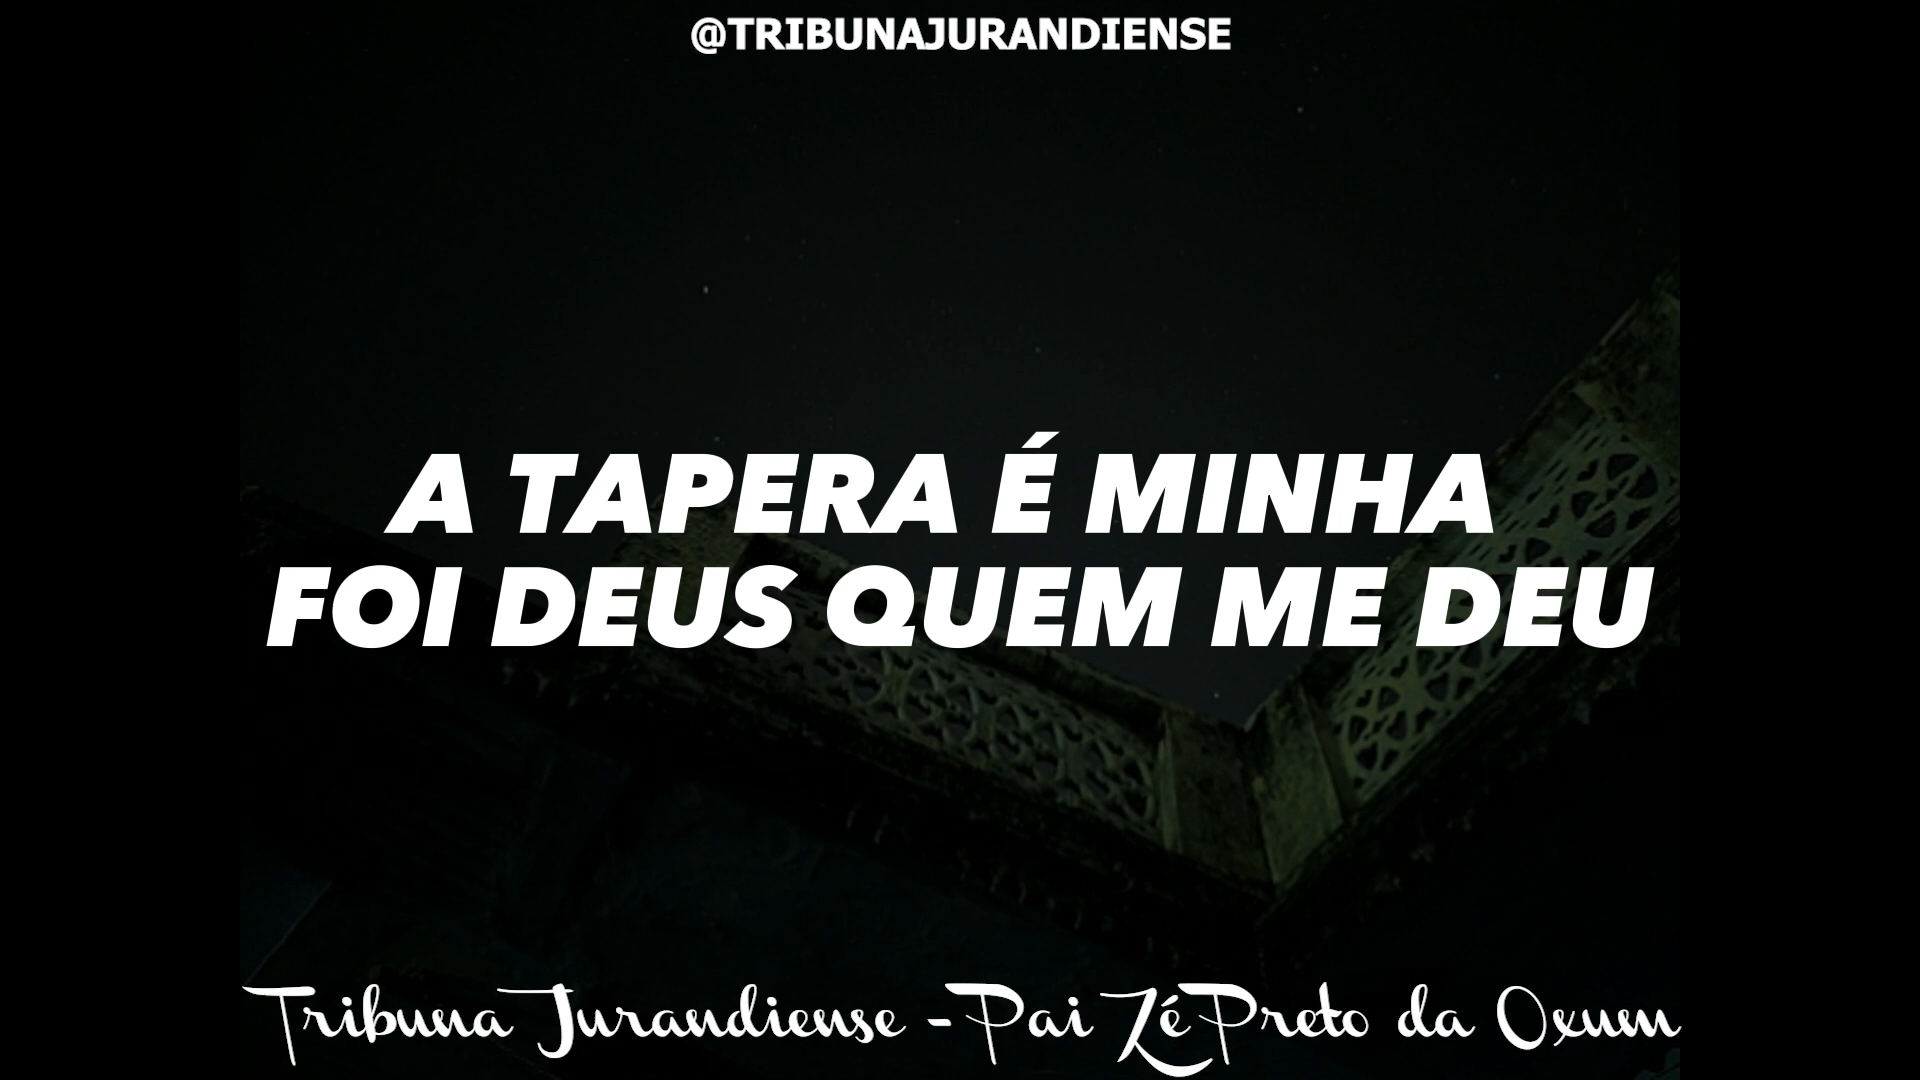 @TRIBUNAJURANDIENSE
A TAPERA É MINHA
FOI DEUS QUEM ME DEU
Tribuna Jurandiense - Pai Zé Preto da Oxum